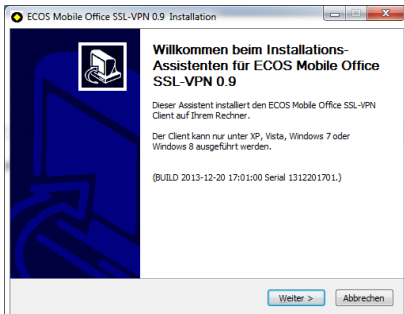 ECOS Mobile Office SSL-VPN 0.9 Installation
Willkommen beim Installations-
Assistenten für ECOS Mobile Office
SSL-VPN 0.9
Dieser Assistent installiert den ECOS Mobile Office SSL-VPN
Client auf Ihrem Rechner.
Der Client kann nur unter XP, Vista, Windows 7 oder
Windows 8 ausgeführt werden.
(BUILD 2013-12-20 17:01:00 Serial 1312201701.)
Weiter >
Abbrechen